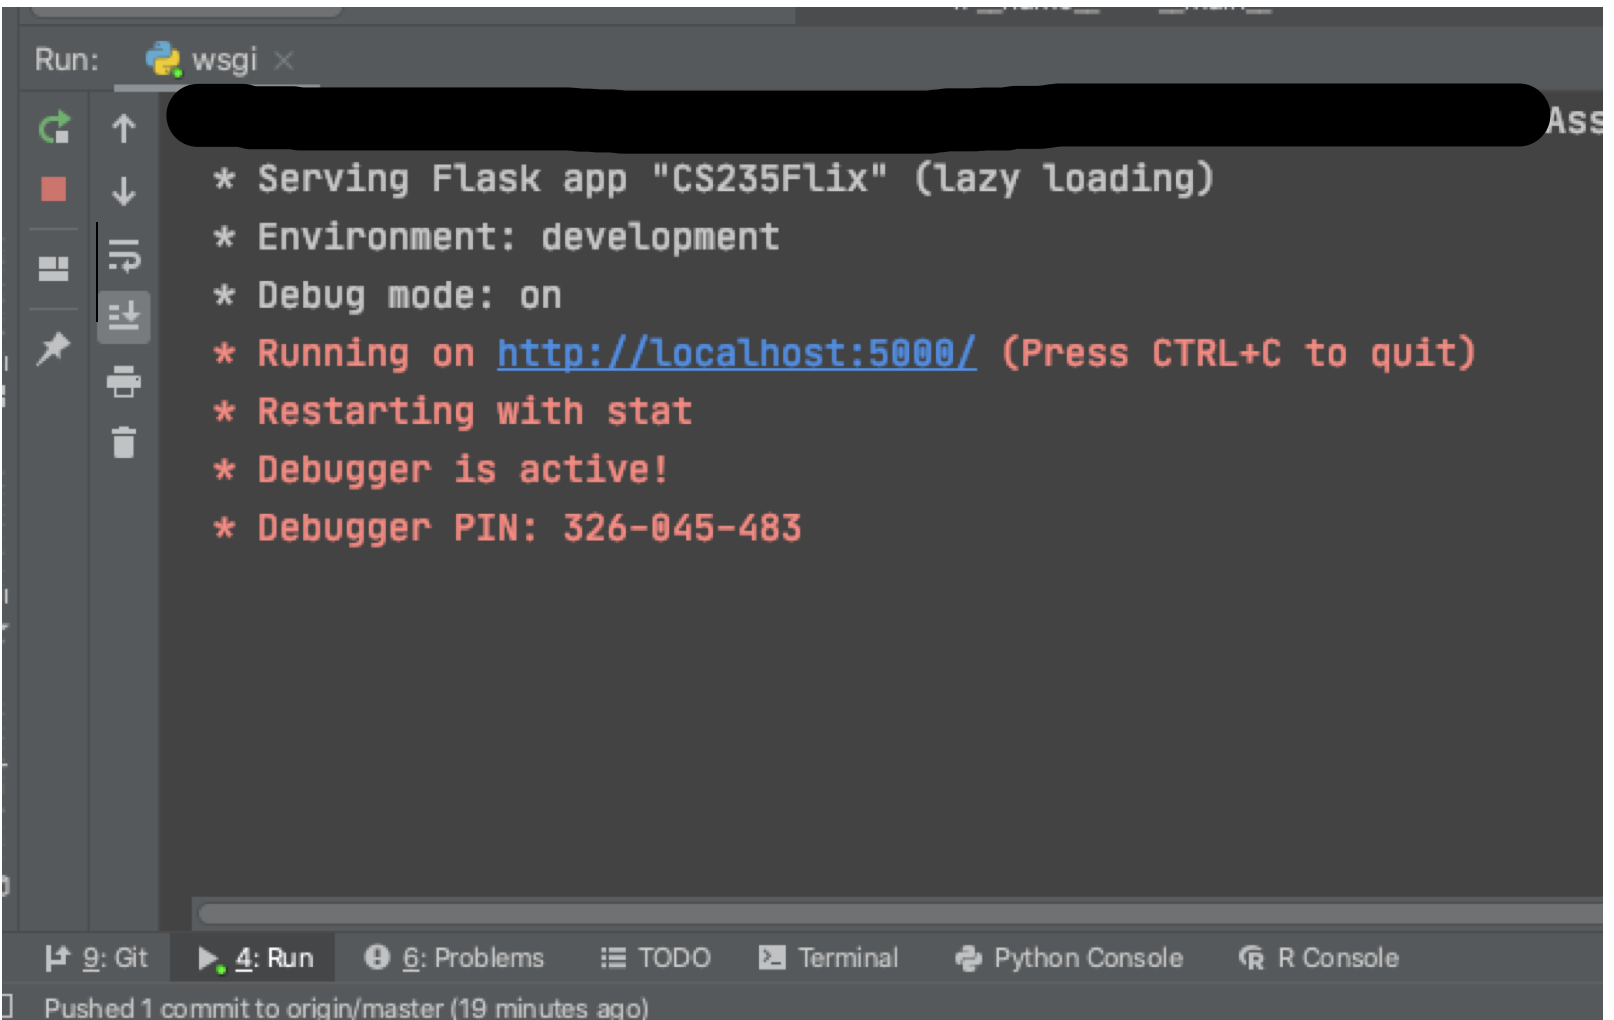 Run: wsgi
Ass
* Serving Flask app "CS235Flix" (lazy loading)
* Environment: development
* Debug mode: on
* Running on http://localhost:5000/ (Press CTRL+C to quit)
* Restarting with stat
* Debugger is active!
* Debugger PIN: 326-045-483
9: Git 4: Run 6: Problems TODO Terminal Python Console R Console
Pushed 1 commit to origin/master (19 minutes ago)